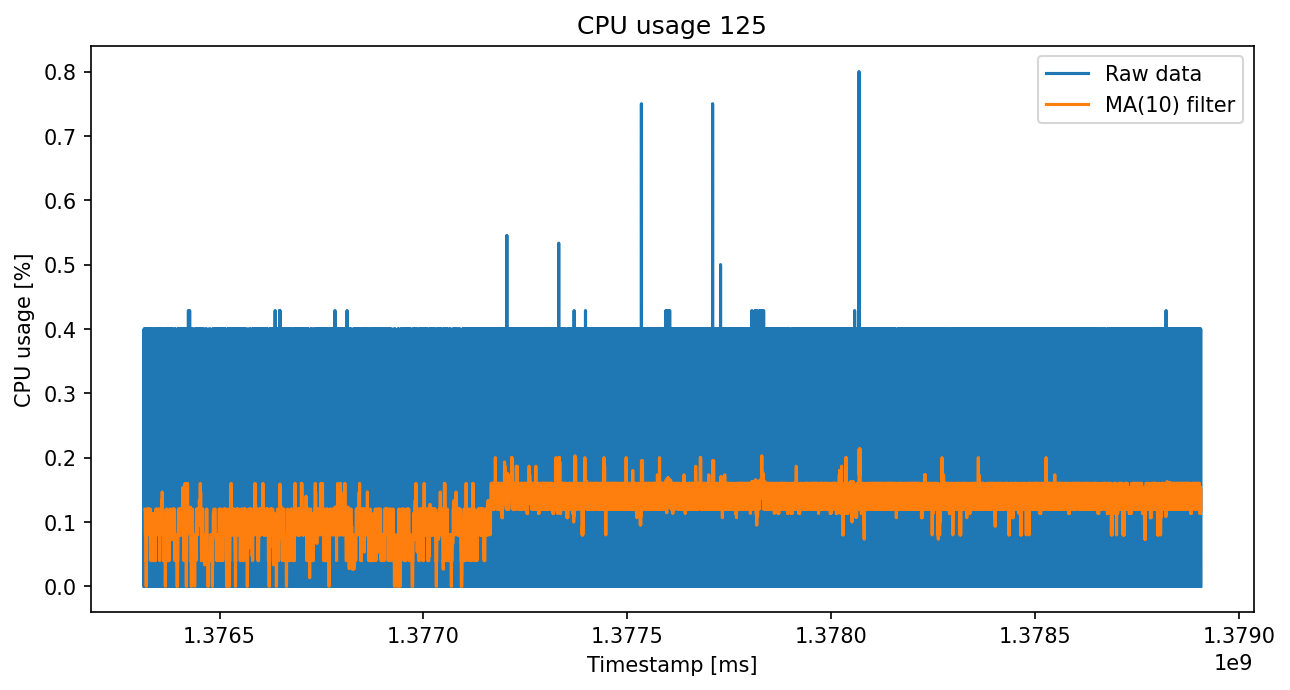 CPU usage 125
Raw data
MA(10) filter
CPU usage [%]
0.8
0.7
0.6
0.5
0.4
0.3
0.2
0.1
0.0
1.3765 1.3770 1.3775 1.3780 1.3785 1.3790
1e9
Timestamp [ms]